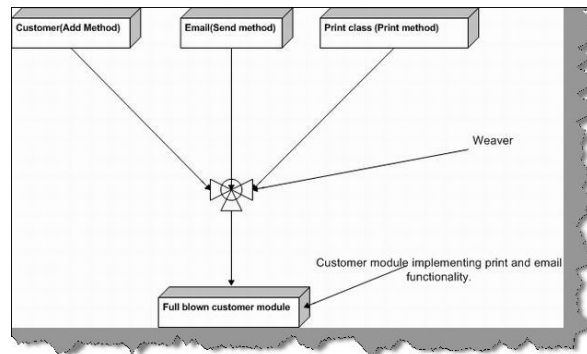 Customer(Add Method)
Email(Send method)
Print class (Print method)
Weaver
Customer module implementing print and email
functionality.
Full blown customer module